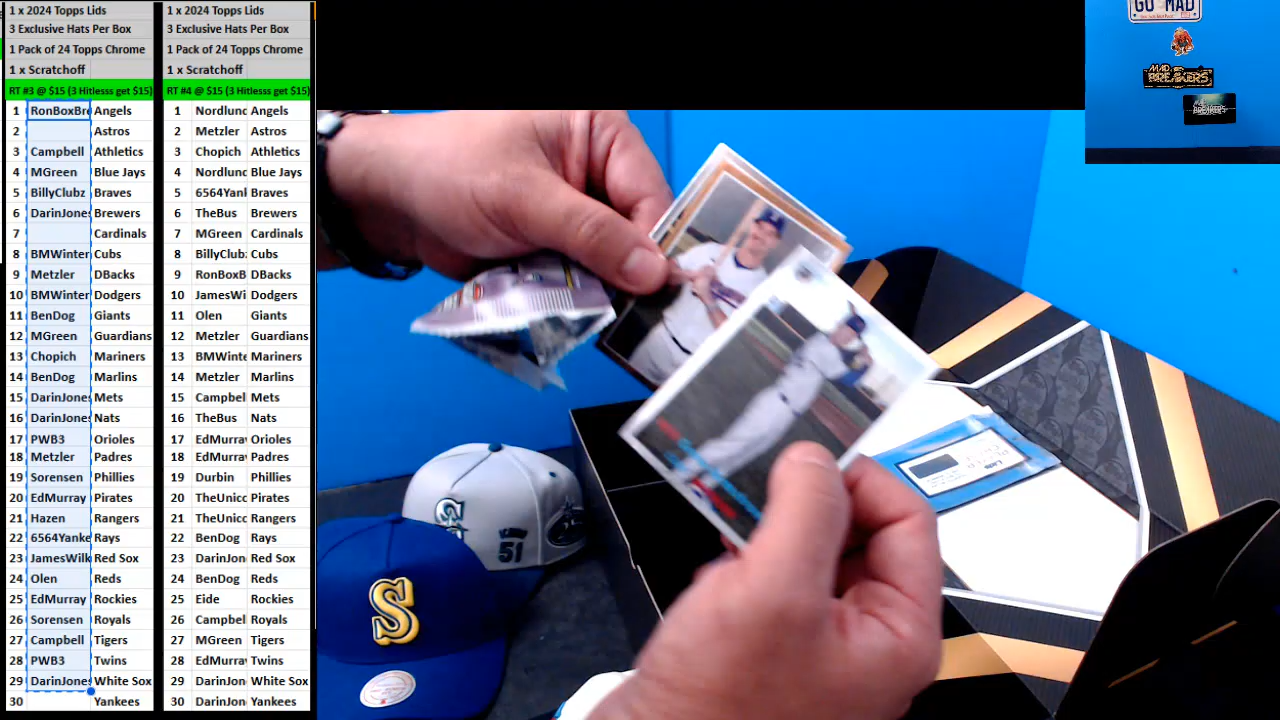 1 x 2024 Topps Lids
3 Exclusive Hats Per Box
1 Pack of 24 Topps Chrome
1 x Scratchoff
RT #3 @ $15 (3 Hitlesss get $15)
1 RonBoxBre Angels
2 Astros
3 Campbell Athletics
4 MGreen Blue Jays
5 BillyClubz Braves
6 DarinJones Brewers
7 Cardinals
8 BMWinter Cubs
9 Metzler DBacks
10 BMWinter Dodgers
11 BenDog Giants
12 MGreen Guardians
13 Chopich Mariners
14 BenDog Marlins
15 DarinJones Mets
16 DarinJones Nats
17 PWB3 Orioles
18 Metzler Padres
19 Sorensen Phillies
20 EdMurray Pirates
21 Hazen Rangers
22 6564Yanke Rays
23 JamesWilk Red Sox
24 Olen Reds
25 EdMurray Rockies
26 Sorensen Royals
27 Campbell Tigers
28 PWB3 Twins
29 DarinJones White Sox
30 Yankees
1 x 2024 Topps Lids
3 Exclusive Hats Per Box
1 Pack of 24 Topps Chrome
1 x Scratchoff
RT #4 @ $15 (3 Hitlesss get $15)
1 Nordlund Angels
2 Metzler Astros
3 Chopich Athletics
4 Nordlund Blue Jays
5 6564Yank Braves
6 TheBus Brewers
7 MGreen Cardinals
8 BillyClubz Cubs
9 RonBoxB DBacks
10 JamesWi Dodgers
11 Olen Giants
12 Metzler Guardians
13 BMWinte Mariners
14 Metzler Marlins
15 Campbel Mets
16 TheBus Nats
17 EdMurray Orioles
18 EdMurray Padres
19 Durbin Phillies
20 TheUnico Pirates
21 TheUnico Rangers
22 BenDog Rays
23 DarinJon Red Sox
24 BenDog Reds
25 Eide Rockies
26 Campbel Royals
27 MGreen Tigers
28 EdMurray Twins
29 DarinJon White Sox
30 DarinJon Yankees
GO MAD
MAD BREAKERS
BREAKERS
S
S
51